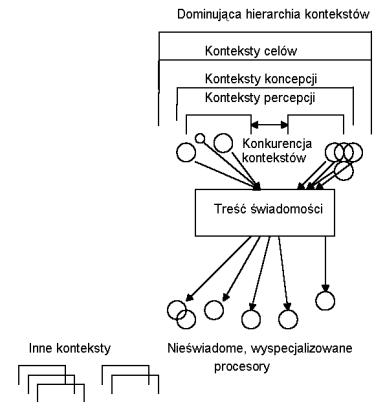 Dominująca hierarchia kontekstów
Konteksty celów
Konteksty koncepcji
Konteksty percepcji
Konkurencja
kontekstów
Treść świadomości
Inne konteksty
Nieświadome, wyspecjalizowane
procesory